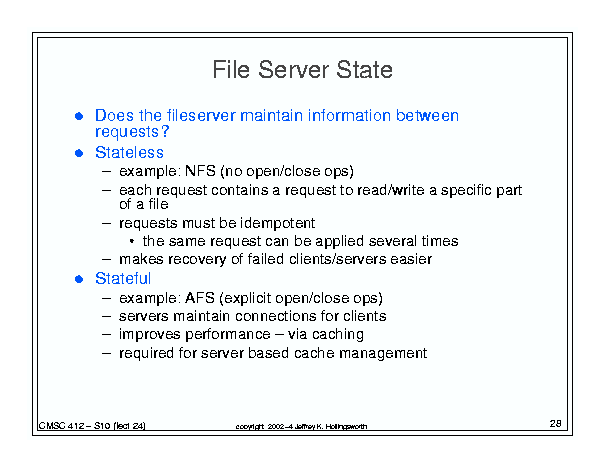 File Server State
● Does the fileserver maintain information between
requests?
● Stateless
– example: NFS (no open/close ops)
– each request contains a request to read/write a specific part
of a file
– requests must be idempotent
• the same request can be applied several times
– makes recovery of failed clients/servers easier
● Stateful
– example: AFS (explicit open/close ops)
– servers maintain connections for clients
– improves performance – via caching
– required for server based cache management
CMSC 412 – S10 (lect 24)
copyright 2002-4 Jeffrey K. Hollingsworth
28